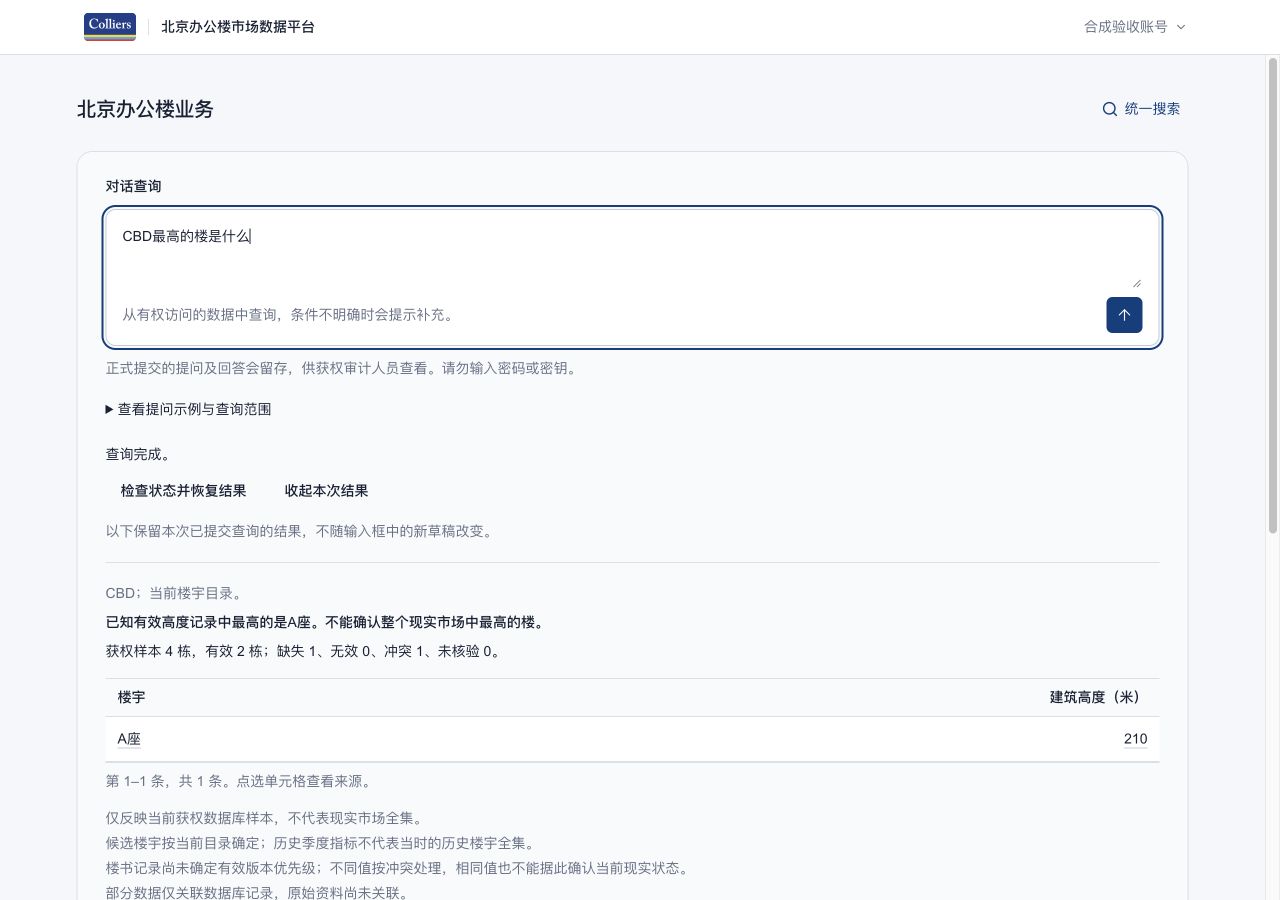 Colliers
北京办公楼市场数据平台
合成验收账号
北京办公楼业务
统一搜索
对话查询
CBD最高的楼是什么
从有权访问的数据中查询，条件不明确时会提示补充。
正式提交的提问及回答会留存，供获权审计人员查看。请勿输入密码或密钥。
查看提问示例与查询范围
查询完成。
检查状态并恢复结果 收起本次结果
以下保留本次已提交查询的结果，不随输入框中的新草稿改变。
CBD；当前楼宇目录。
已知有效高度记录中最高的是A座。不能确认整个现实市场中最高的楼。
获权样本 4 栋，有效 2 栋；缺失 1、无效 0、冲突 1、未核验 0。
楼宇 建筑高度（米）
A座 210
第 1–1 条，共 1 条。点选单元格查看来源。
仅反映当前获权数据库样本，不代表现实市场全集。
候选楼宇按当前目录确定；历史季度指标不代表当时的历史楼宇全集。
楼书记录尚未确定有效版本优先级；不同值按冲突处理，相同值也不能据此确认当前现实状态。
部分数据仅关联数据库记录，原始资料尚未关联。